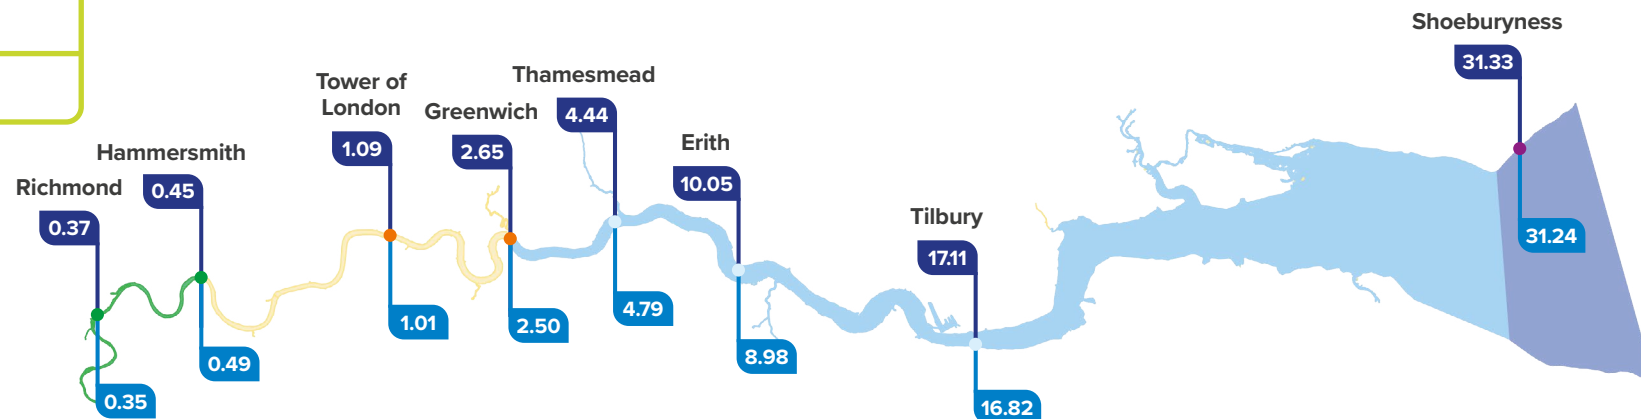 Richmond
0.37
0.35
Hammersmith
0.45
0.49
Tower of
London
1.09
1.01
Greenwich
2.65
2.50
Thamesmead
4.44
4.79
Erith
10.05
8.98
Tilbury
17.11
16.82
Shoeburyness
31.33
31.24